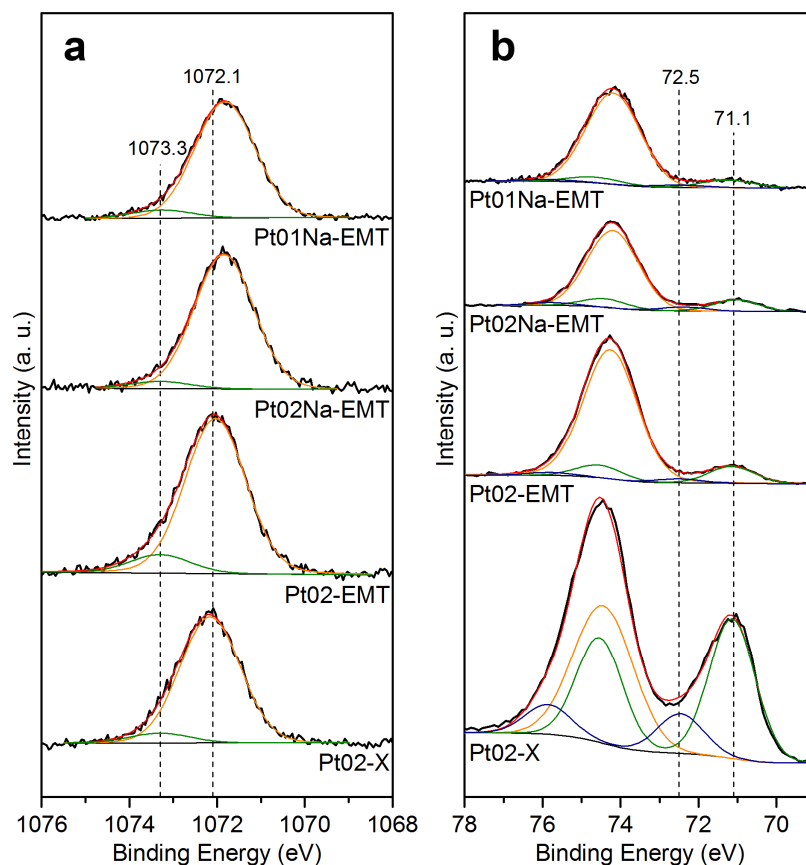 a
1072.1
1073.3
Pt01Na-EMT
Pt02Na-EMT
Pt02-EMT
Pt02-X
Intensity (a. u.)
1076 1074 1072 1070 1068
Binding Energy (eV)
b
72.5
71.1
Pt01Na-EMT
Pt02Na-EMT
Pt02-EMT
Pt02-X
Intensity (a. u.)
78 76 74 72 70
Binding Energy (eV)